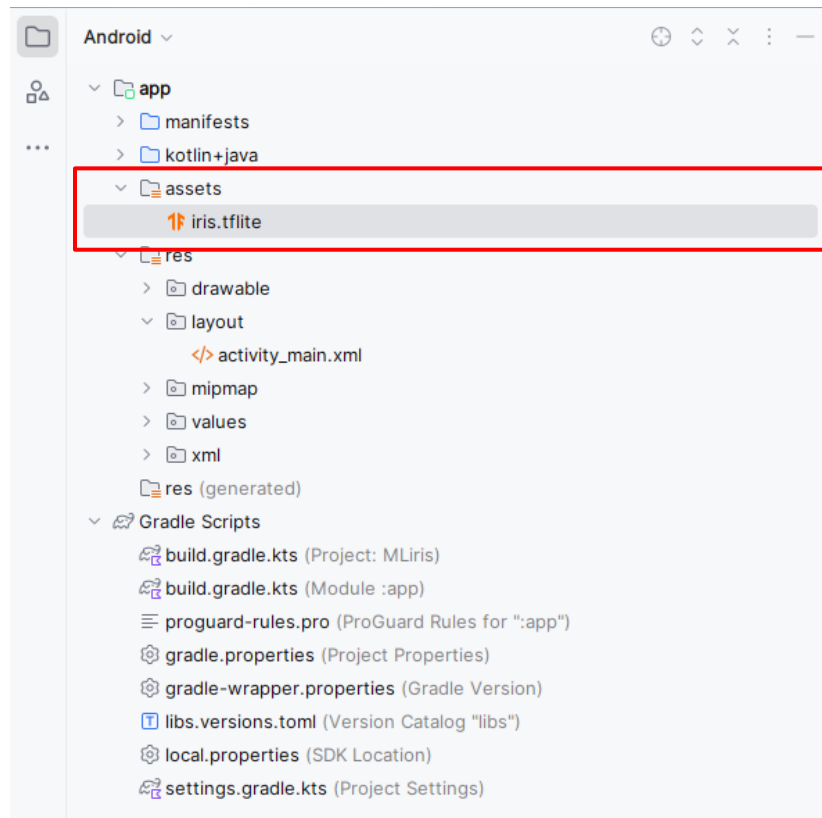 Android
app
manifests
kotlin+java
assets
iris.tflite
res
drawable
layout
activity_main.xml
mipmap
values
xml
res (generated)
Gradle Scripts
build.gradle.kts (Project: MLiris)
build.gradle.kts (Module :app)
proguard-rules.pro (ProGuard Rules for ":app")
gradle.properties (Project Properties)
gradle-wrapper.properties (Gradle Version)
libs.versions.toml (Version Catalog "libs")
local.properties (SDK Location)
settings.gradle.kts (Project Settings)